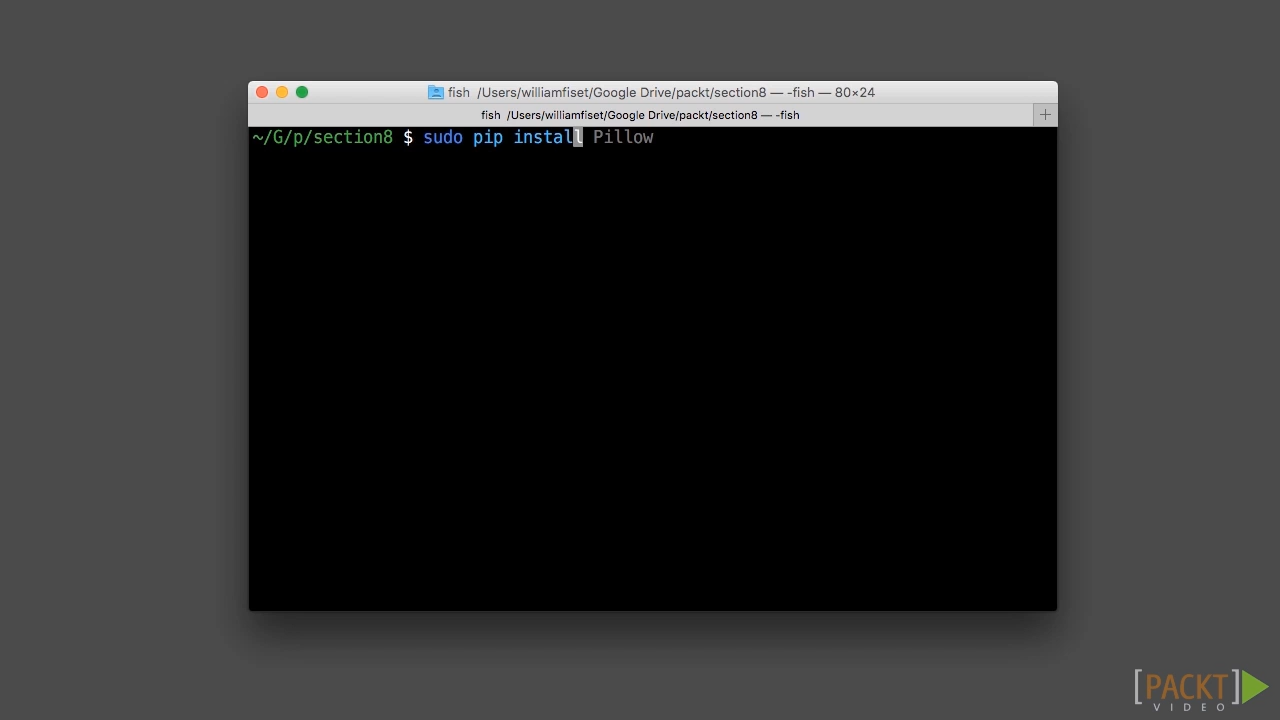 fish /Users/williamfiset/Google Drive/packt/section8 — -fish — 80×24
fish /Users/williamfiset/Google Drive/packt/section8 — -fish
~/G/p/section8 $ sudo pip install Pillow
[PACKT]
VIDEO